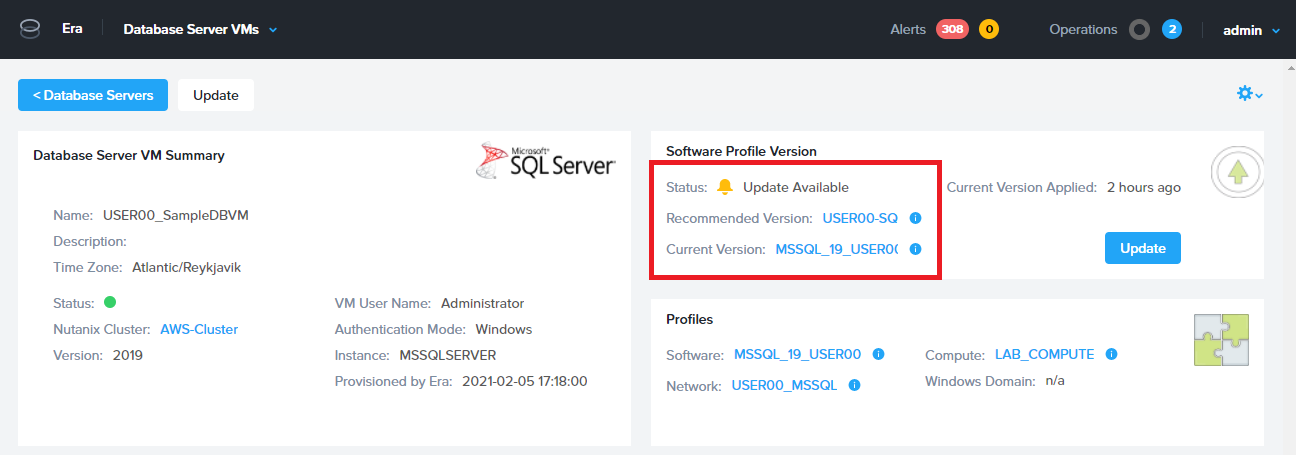 Era Database Server VMs Alerts 308 0 Operations 2 admin
< Database Servers Update
Database Server VM Summary
Microsoft®
SQL Server
Name: USER00_SampleDBVM
Description:
Time Zone: Atlantic/Reykjavik
Status:
Nutanix Cluster: AWS-Cluster
Version: 2019
VM User Name: Administrator
Authentication Mode: Windows
Instance: MSSQLSERVER
Provisioned by Era: 2021-02-05 17:18:00
Software Profile Version
Status: Update Available
Recommended Version: USER00-SQ
Current Version: MSSQL_19_USER00
Current Version Applied: 2 hours ago
Update
Profiles
Software: MSSQL_19_USER00
Network: USER00_MSSQL
Compute: LAB_COMPUTE
Windows Domain: n/a